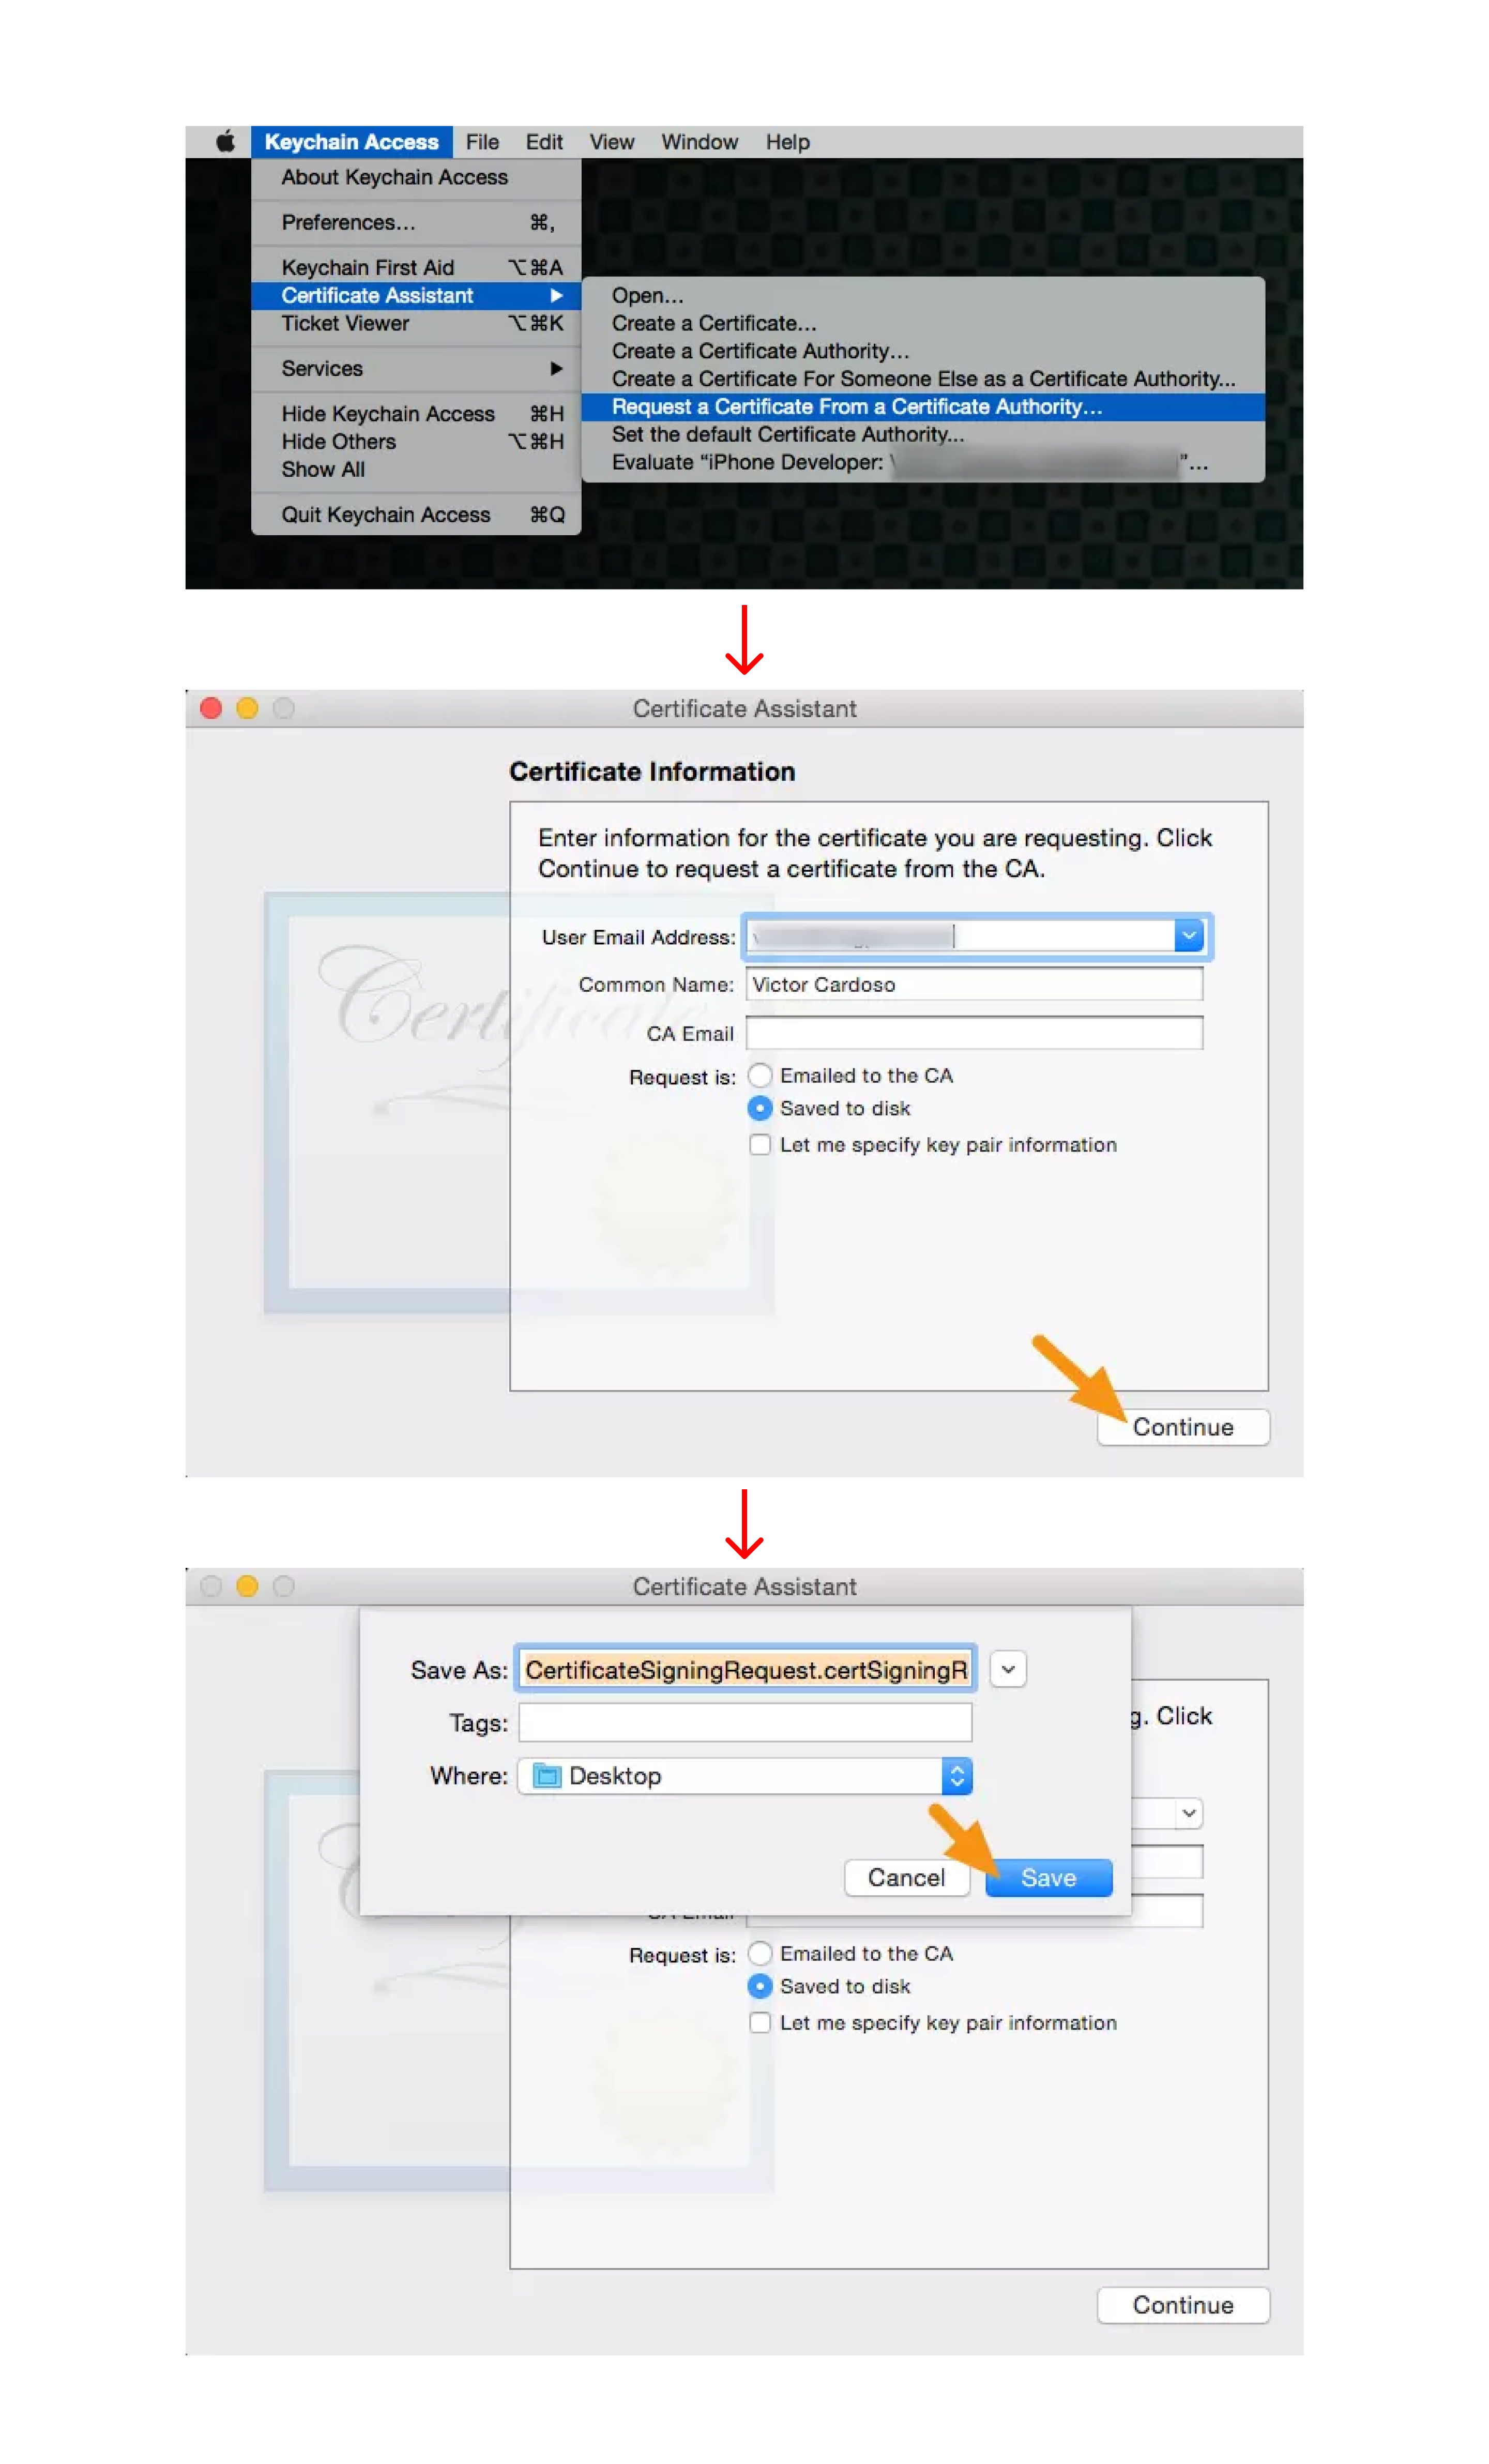 Keychain Access File Edit View Window Help
About Keychain Access
Preferences... ⌘,
Keychain First Aid ⌥⌘A
Certificate Assistant ▶
Ticket Viewer ⌥⌘K
Services ▶
Hide Keychain Access ⌘H
Hide Others ⌥⌘H
Show All
Quit Keychain Access ⌘Q
Open...
Create a Certificate...
Create a Certificate Authority...
Create a Certificate For Someone Else as a Certificate Authority...
Request a Certificate From a Certificate Authority...
Set the default Certificate Authority...
Evaluate “iPhone Developer: ”...
Certificate Assistant
Certificate Information
Enter information for the certificate you are requesting. Click
Continue to request a certificate from the CA.
Certificate
User Email Address:
Common Name: Victor Cardoso
CA Email
Request is: Emailed to the CA
Saved to disk
Let me specify key pair information
Continue
Certificate Assistant
Save As: CertificateSigningRequest.certSigningR
Tags:
Where: Desktop
Cancel Save
g. Click
CA Email
Request is: Emailed to the CA
Saved to disk
Let me specify key pair information
Continue